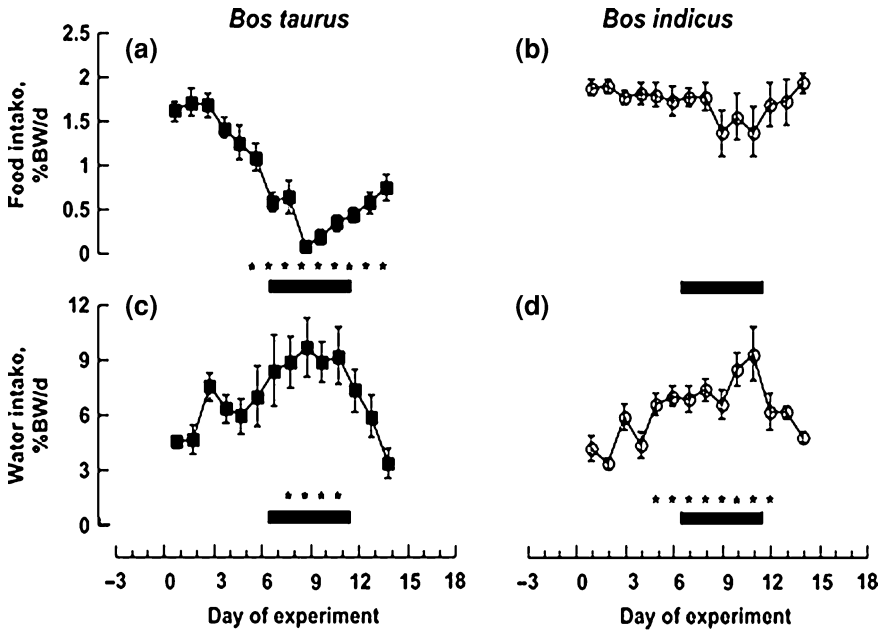 Bos taurus
Bos indicus
(a)
(b)
Food intako,
%BW/d
2.5
2
1.5
1
0.5
0
(c)
(d)
Water intako,
%BW/d
12
9
6
3
0
-3 0 3 6 9 12 15 18
-3 0 3 6 9 12 15 18
Day of experiment
Day of experiment